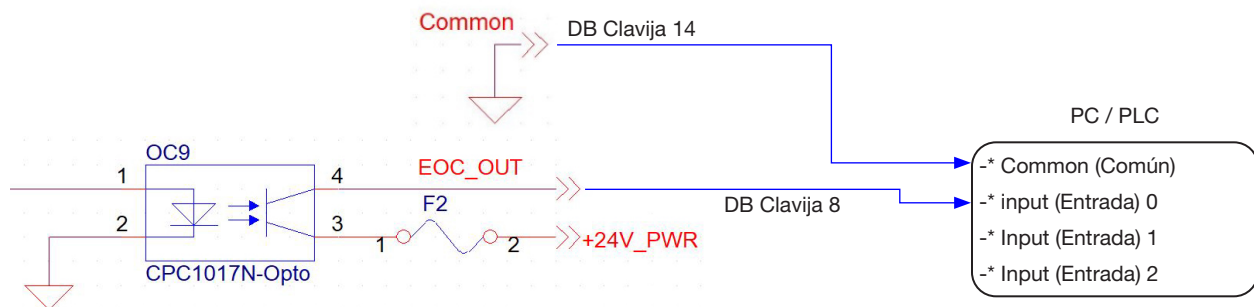 Common
DB Clavija 14
PC / PLC
OC9
-* Common (Común)
1
4
EOC_OUT
-* input (Entrada) 0
DB Clavija 8
2
3
F2
-* Input (Entrada) 1
1
2
+24V_PWR
-* Input (Entrada) 2
CPC1017N-Opto